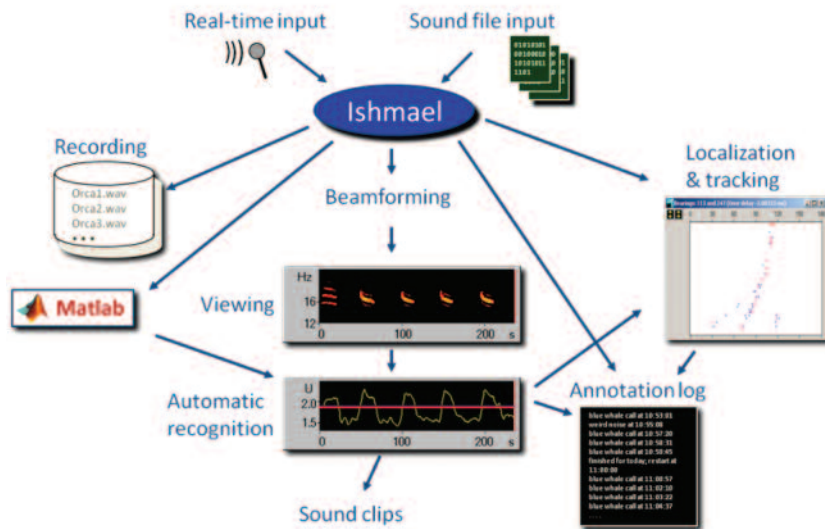 Real-time input
Sound file input
01010101
00100010
10101011
1101
Ishmael
Recording
Orca1.wav
Orca2.wav
Orca3.wav
• • •
Beamforming
Localization
& tracking
Matlab
Viewing
Hz
16
12
0
100
200
s
Automatic
recognition
U
2.0
1.5
0
100
200
s
Annotation log
blue whale call at 10:53:01
weird noise at 10:55:08
blue whale call at 10:57:20
blue whale call at 10:58:31
blue whale call at 10:59:45
finished for today; restart at
11:00:00
blue whale call at 11:00:57
blue whale call at 11:02:10
blue whale call at 11:03:22
blue whale call at 11:04:37
....
Sound clips